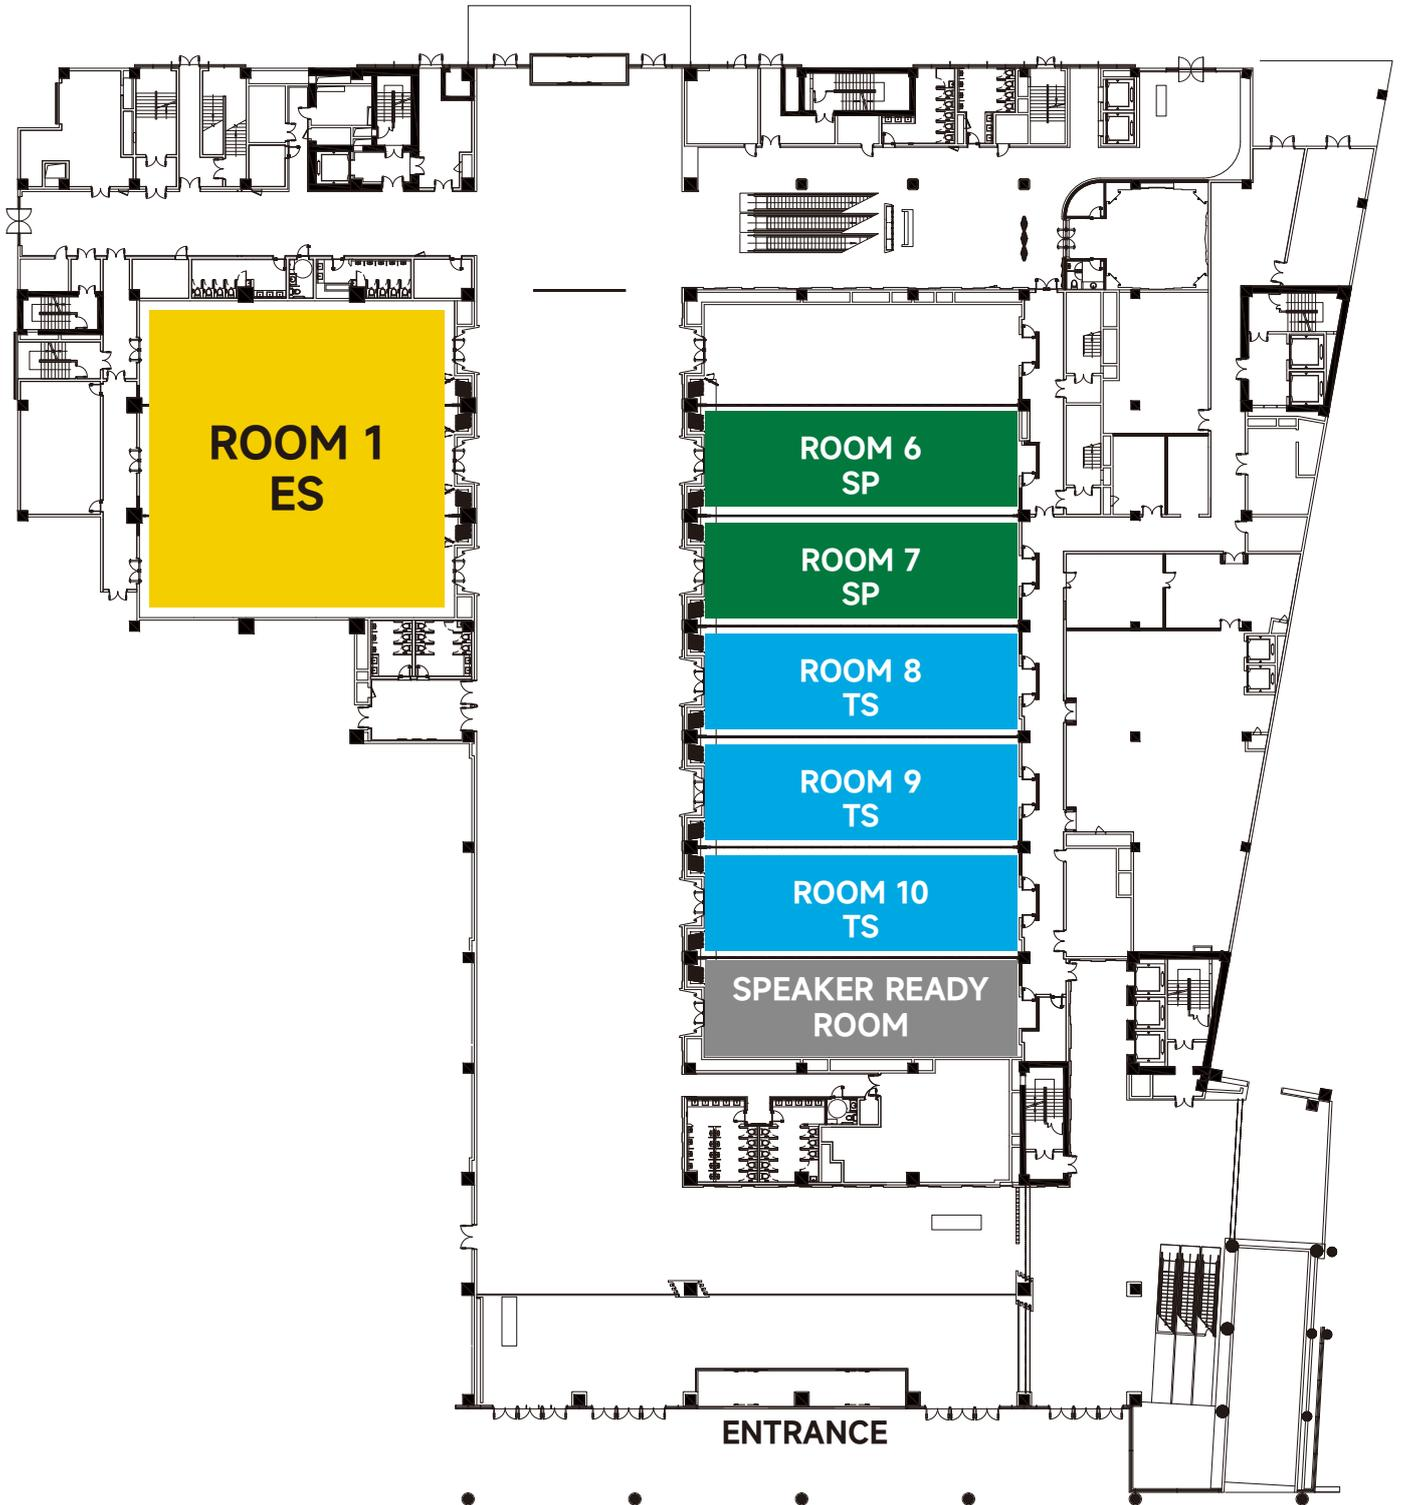 ROOM 1
ES
ROOM 6
SP
ROOM 7
SP
ROOM 8
TS
ROOM 9
TS
ROOM 10
TS
SPEAKER READY
ROOM
ENTRANCE